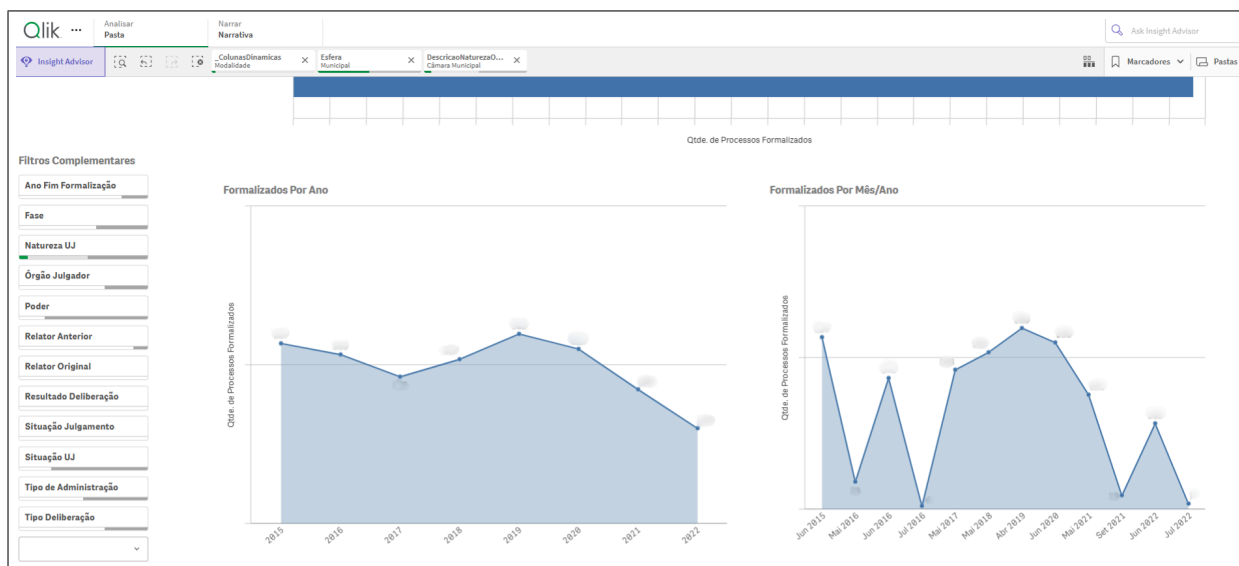 Qlik
Analisar
Pasta
Narrar
Narrativa
Ask Insight Advisor
Insight Advisor
_ColunasDinamicas
Modalidade
Esfera
Municipal
DescricaoNaturezaO...
Câmara Municipal
Marcadores
Pastas
Qtde. de Processos Formalizados
Filtros Complementares
Ano Fim Formalização
Fase
Natureza UJ
Órgão Julgador
Poder
Relator Anterior
Relator Original
Resultado Deliberação
Situação Julgamento
Situação UJ
Tipo de Administração
Tipo Deliberação
Formalizados Por Ano
Qtde. de Processos Formalizados
2015
2016
2017
2018
2019
2020
2021
2022
Formalizados Por Mês/Ano
Qtde. de Processos Formalizados
Jun 2015
Mai 2016
Jun 2016
Jul 2016
Mai 2017
Mai 2018
Abr 2019
Jun 2020
Mai 2021
Set 2021
Jun 2022
Jul 2022